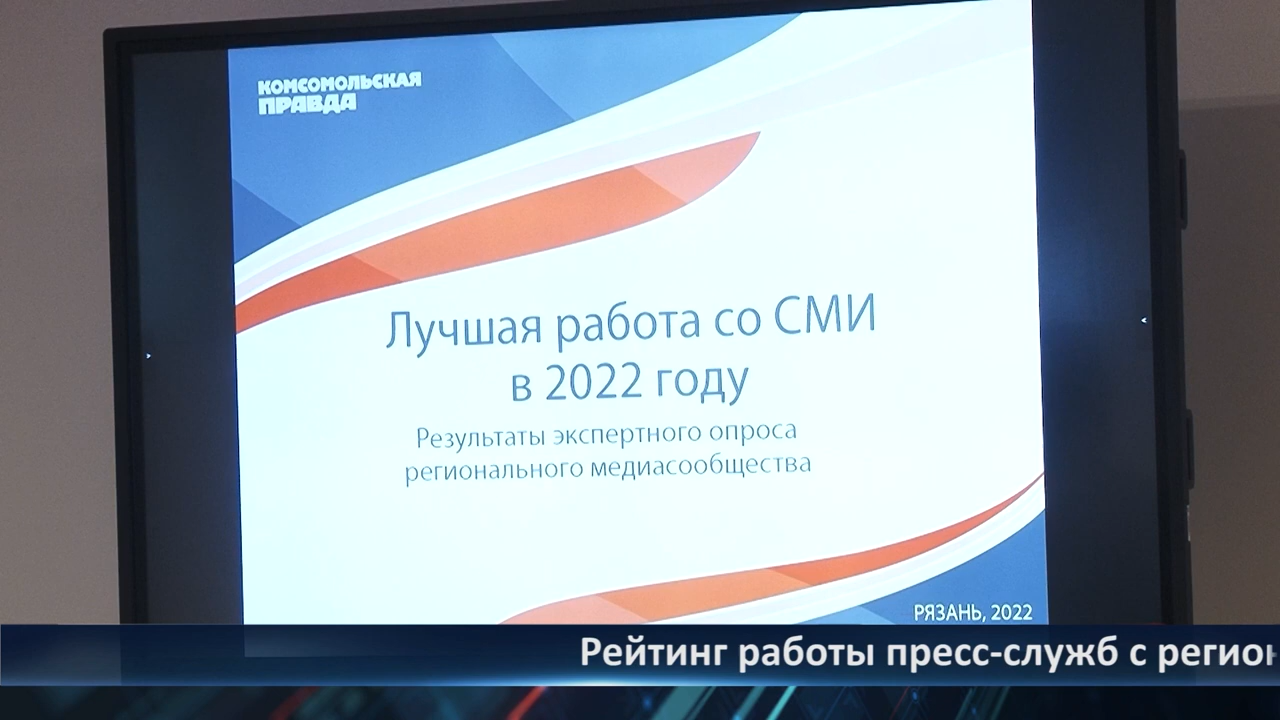 КОМСОМОЛЬСКАЯ
ПРАВДА
Лучшая работа со СМИ
в 2022 году
Результаты экспертного опроса
регионального медиасообщества
РЯЗАНЬ, 2022
Рейтинг работы пресс-служб с регион